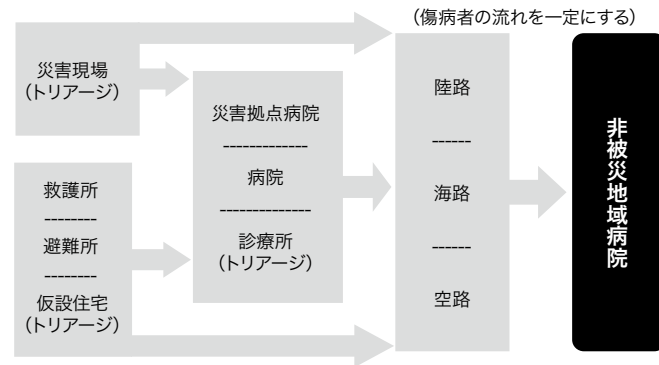 （傷病者の流れを一定にする）
災害現場
（トリアージ）
救護所
--------
避難所
--------
仮設住宅
（トリアージ）
災害拠点病院
-------------
病院
--------------
診療所
（トリアージ）
陸路
------
海路
------
空路
非被災地域病院